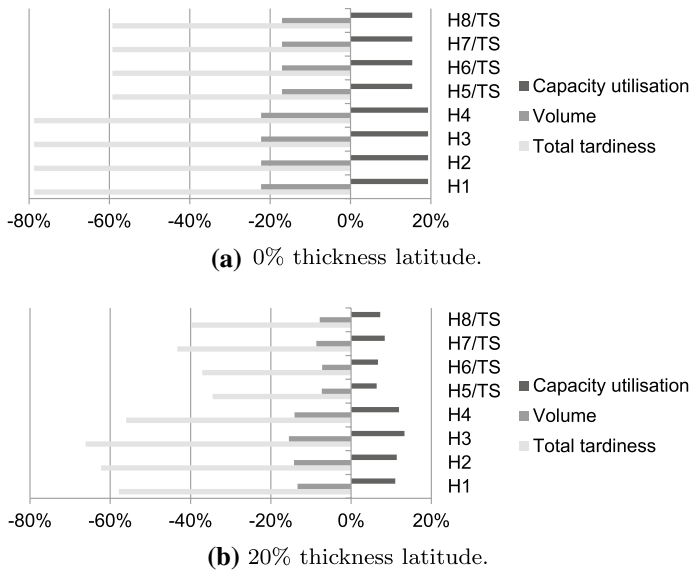 H8/TS
H7/TS
H6/TS
H5/TS
H4
H3
H2
H1
Capacity utilisation
Volume
Total tardiness
-80% -60% -40% -20% 0% 20%
(a) 0% thickness latitude.
H8/TS
H7/TS
H6/TS
H5/TS
H4
H3
H2
H1
Capacity utilisation
Volume
Total tardiness
-80% -60% -40% -20% 0% 20%
(b) 20% thickness latitude.